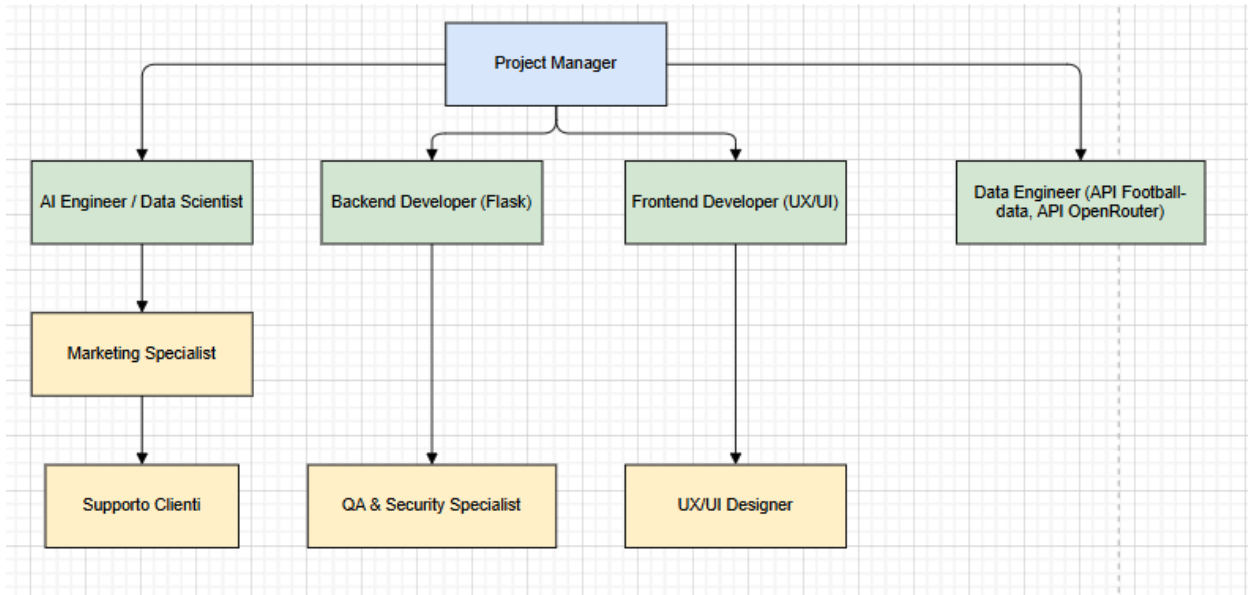 Project Manager
AI Engineer / Data Scientist
Backend Developer (Flask)
Frontend Developer (UX/UI)
Data Engineer (API Football-
data, API OpenRouter)
Marketing Specialist
Supporto Clienti
QA & Security Specialist
UX/UI Designer